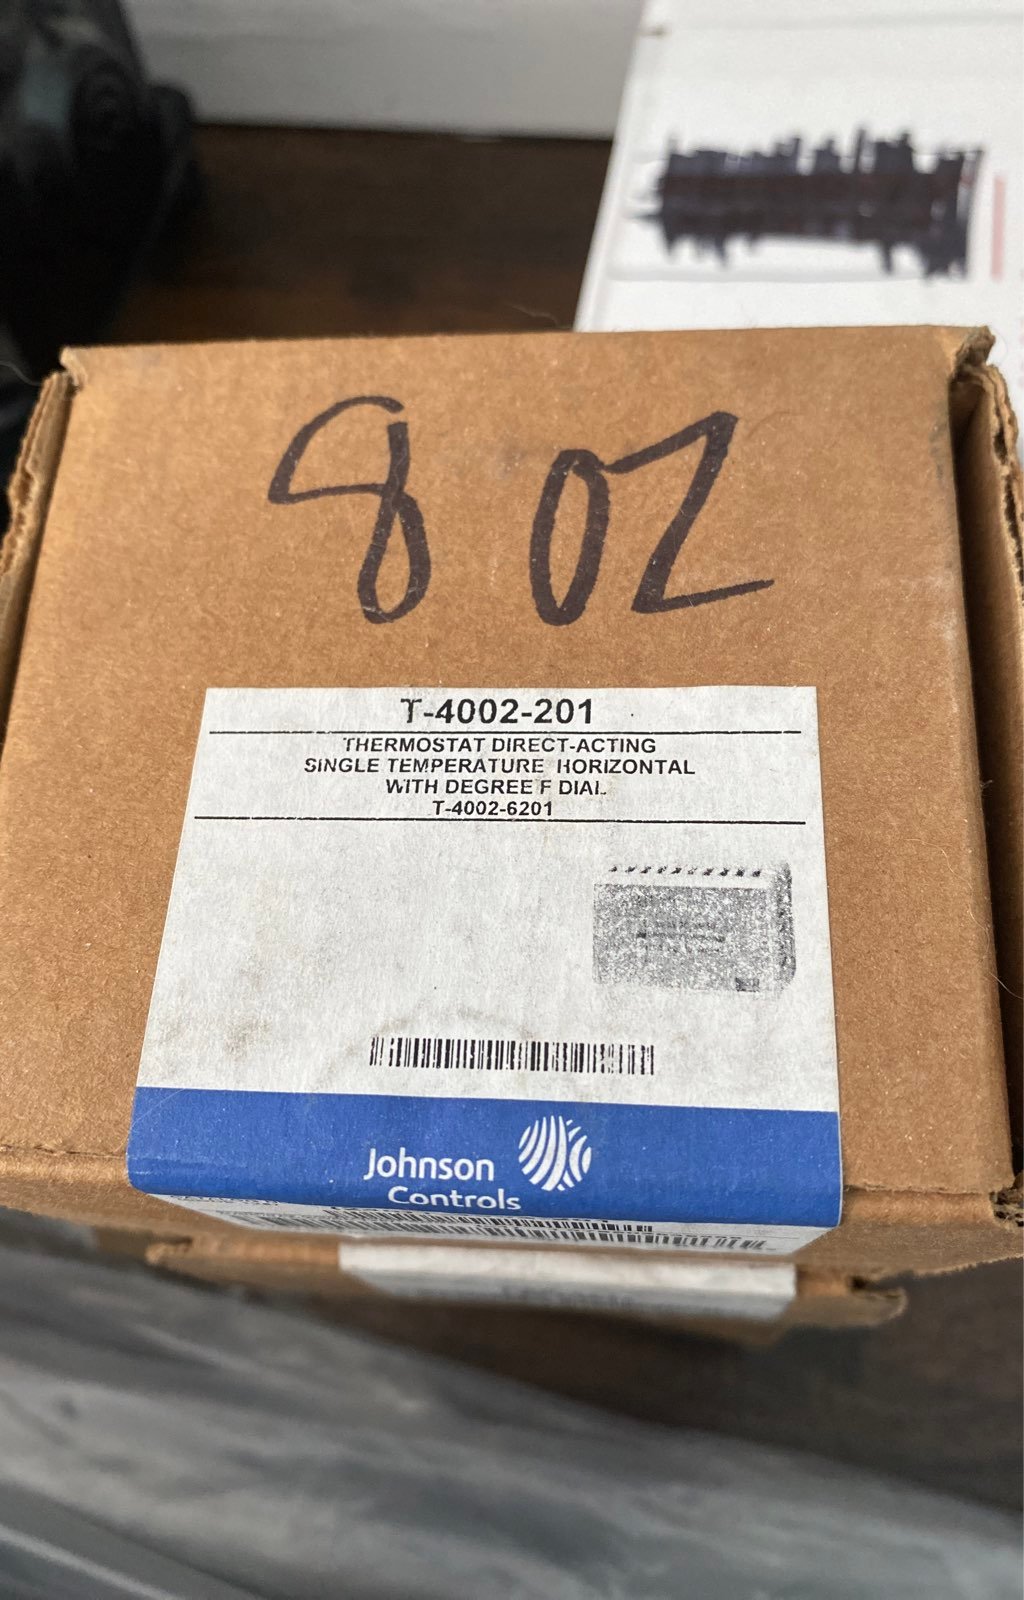 8 OZ
T-4002-201
THERMOSTAT DIRECT-ACTING
SINGLE TEMPERATURE HORIZONTAL
WITH DEGREE F DIAL
T-4002-6201
Johnson
Controls